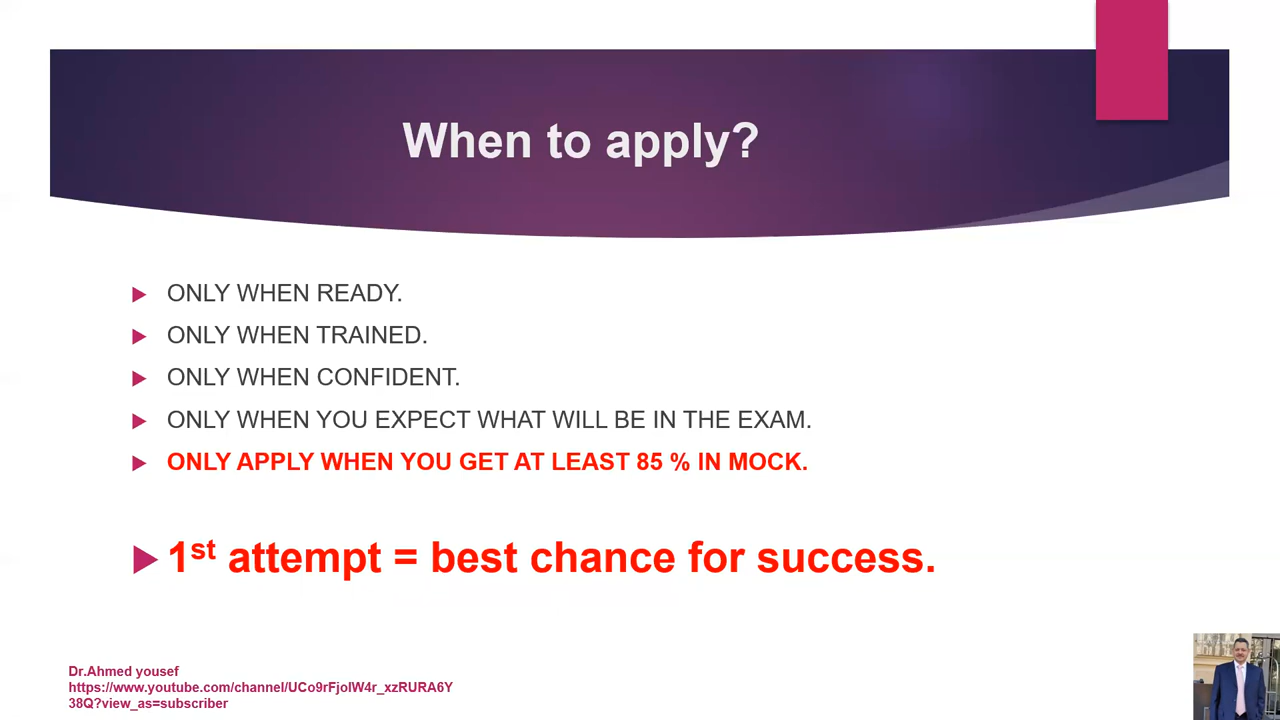 When to apply?
ONLY WHEN READY.
ONLY WHEN TRAINED.
ONLY WHEN CONFIDENT.
ONLY WHEN YOU EXPECT WHAT WILL BE IN THE EXAM.
ONLY APPLY WHEN YOU GET AT LEAST 85 % IN MOCK.
1st attempt = best chance for success.
Dr.Ahmed yousef
https://www.youtube.com/channel/UCo9rFjoIW4r_xzRURA6Y
38Q?view_as=subscriber